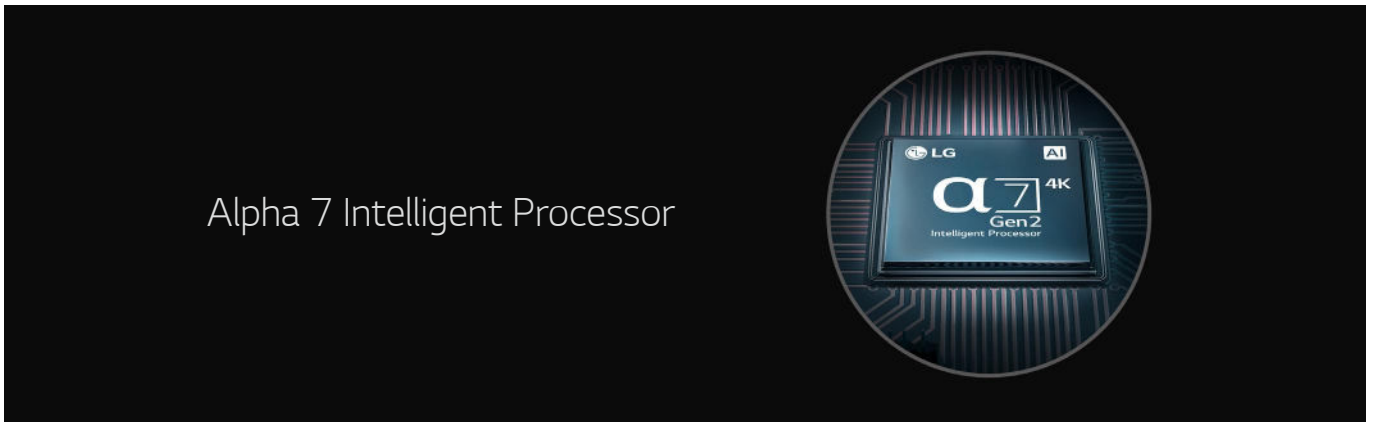 Alpha 7 Intelligent Processor
LG AI
α7 4K
Gen2
Intelligent Processor